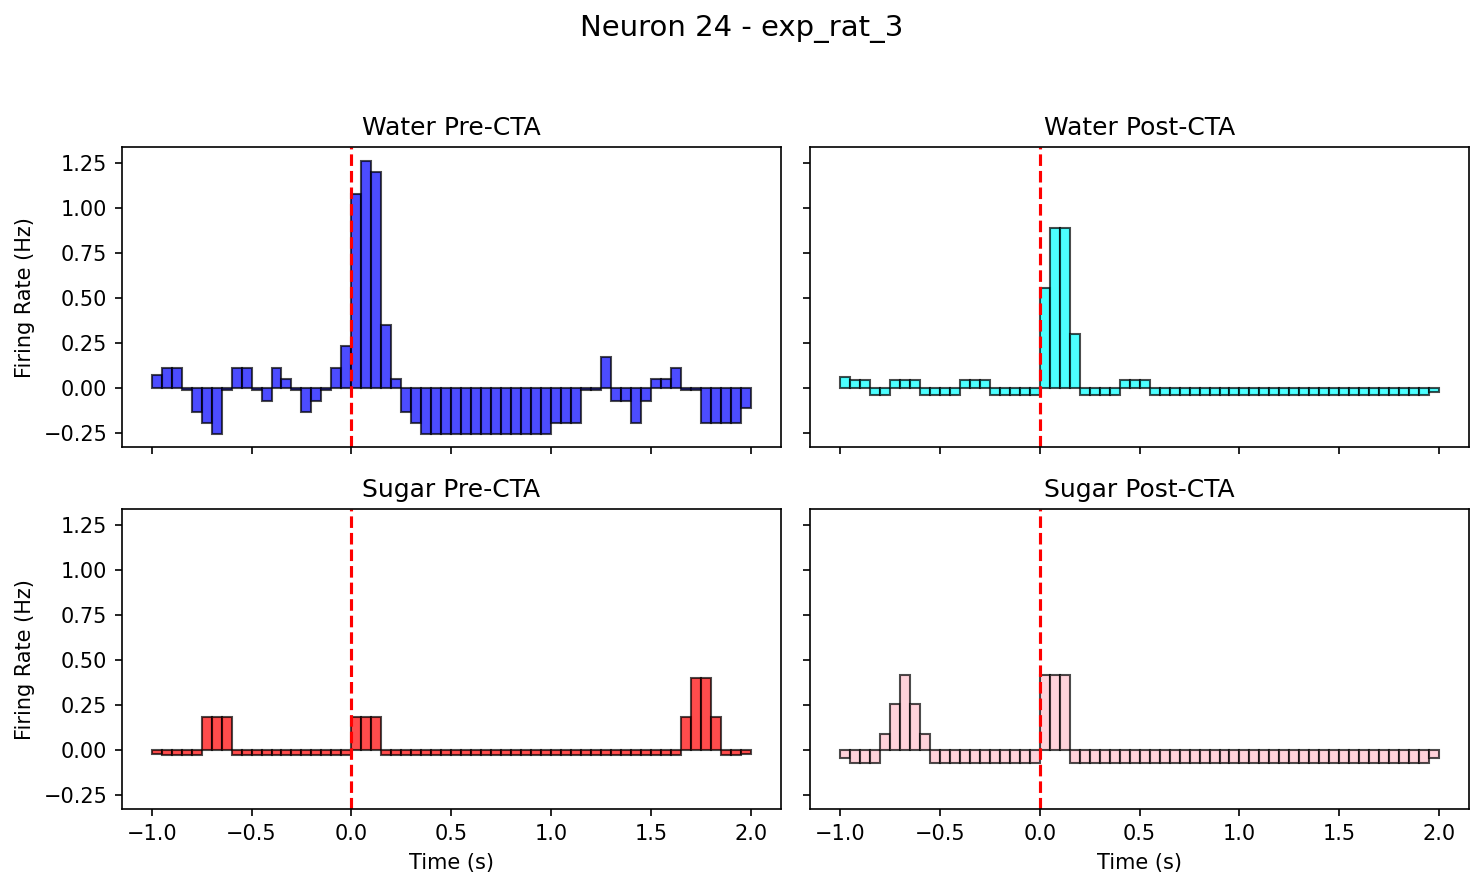 Neuron 24 - exp_rat_3
Water Pre-CTA
Water Post-CTA
Firing Rate (Hz)
1.25
1.00
0.75
0.50
0.25
0.00
−0.25
Sugar Pre-CTA
Sugar Post-CTA
Firing Rate (Hz)
1.25
1.00
0.75
0.50
0.25
0.00
−0.25
−1.0 −0.5 0.0 0.5 1.0 1.5 2.0
−1.0 −0.5 0.0 0.5 1.0 1.5 2.0
Time (s)
Time (s)